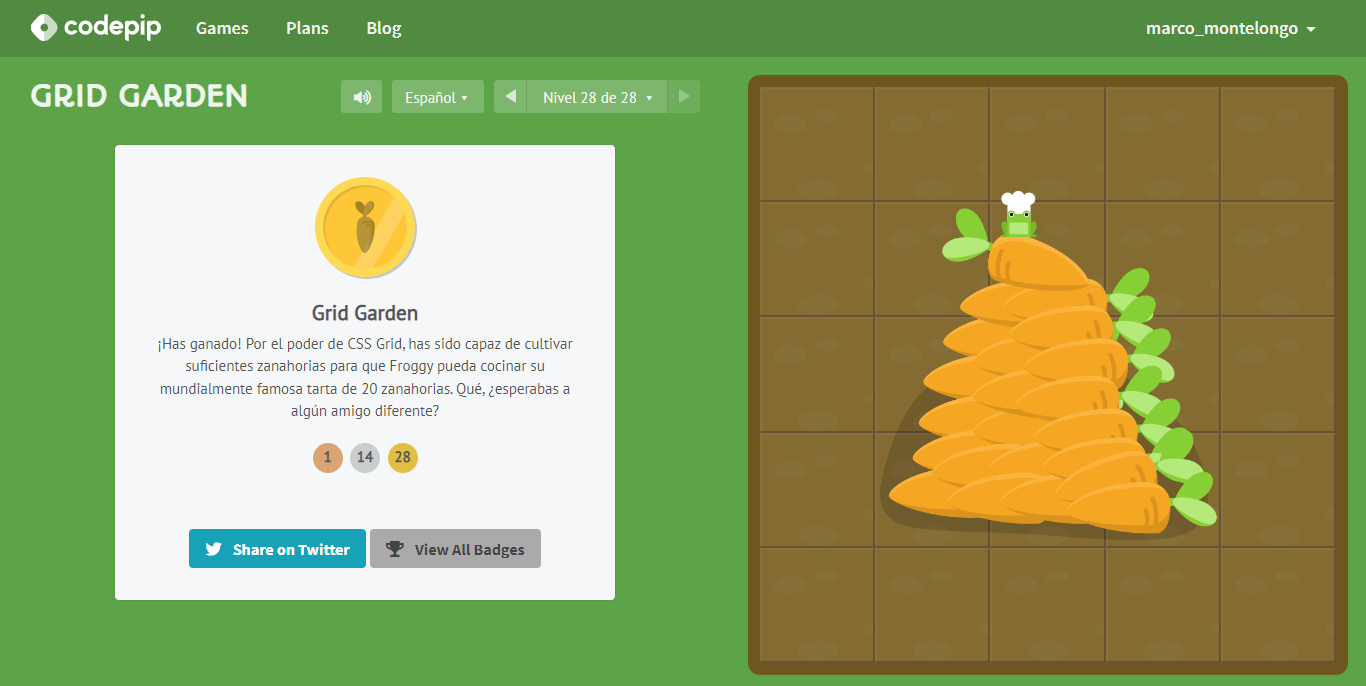 codepip
Games
Plans
Blog
marco_montelongo
GRID GARDEN
Español
Nivel 28 de 28
Grid Garden
¡Has ganado! Por el poder de CSS Grid, has sido capaz de cultivar
suficientes zanahorias para que Froggy pueda cocinar su
mundialmente famosa tarta de 20 zanahorias. Qué, ¿esperabas a
algún amigo diferente?
1 14 28
Share on Twitter
View All Badges